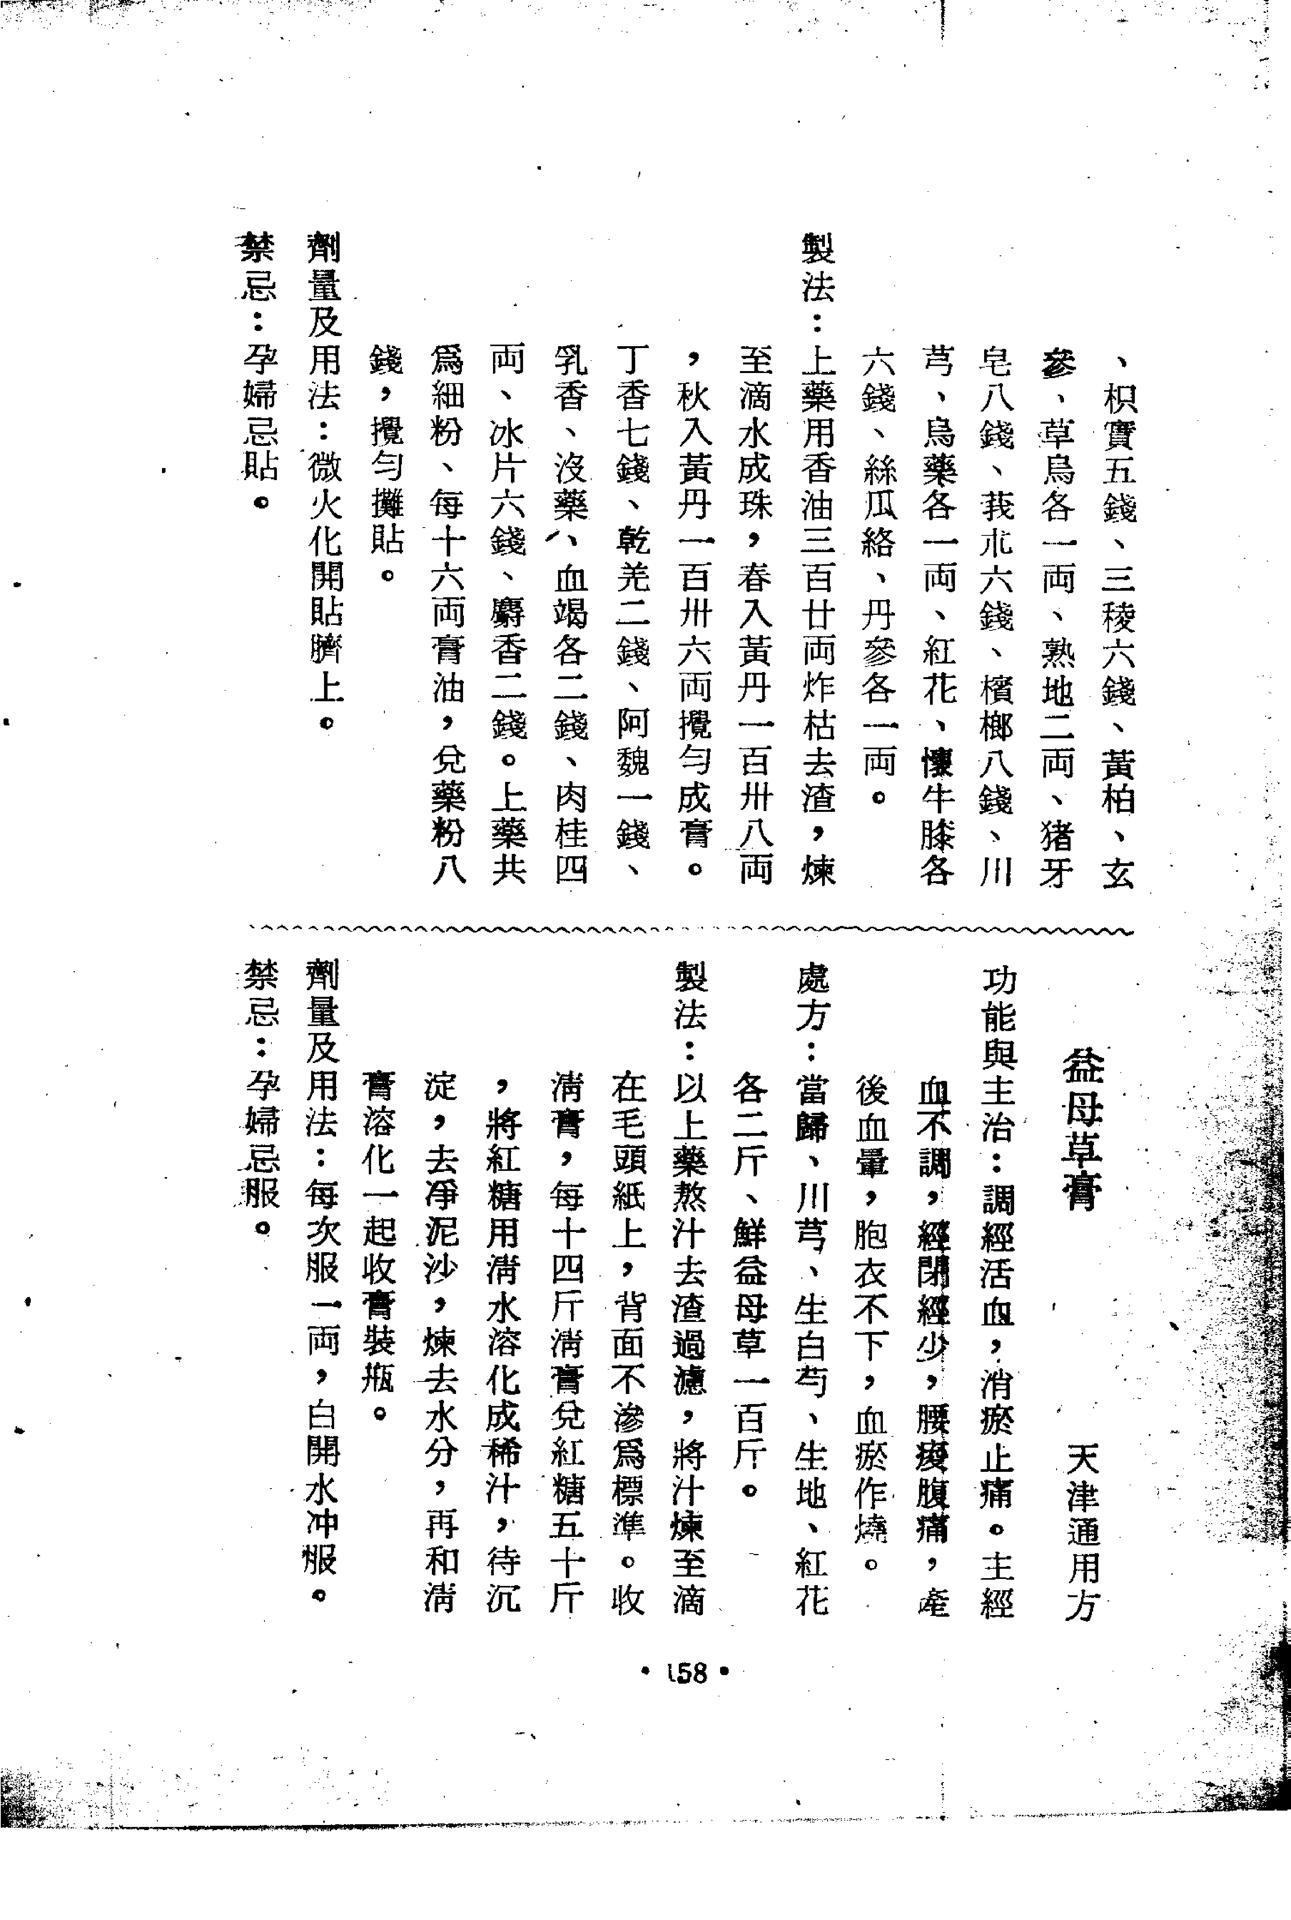 、枳實五錢、三稜六錢、黃柏、玄
參、草烏各一両、熟地二両、猪牙
皂八錢、莪朮六錢、檳榔八錢、川
芎、烏藥各一両、紅花、懷牛膝各
六錢、絲瓜絡、丹參各一両。
製法：上藥用香油三百廿両炸枯去渣，煉
至滴水成珠，春入黃丹一百卅八両
，秋入黃丹一百卅六両攪勻成膏。
丁香七錢、乾羌二錢、阿魏一錢、
乳香、沒藥、血竭各二錢、肉桂四
両、冰片六錢、麝香二錢。上藥共
爲細粉、每十六両膏油，兌藥粉八
錢，攪勻攤貼。
劑量及用法：微火化開貼臍上。
禁忌：孕婦忌貼。
益母草膏　天津通用方
功能與主治：調經活血，消瘀止痛。主經
血不調，經閉經少，腰痠腹痛，產
後血暈，胞衣不下，血瘀作燒。
處方：當歸、川芎、生白芍、生地、紅花
各二斤、鮮益母草一百斤。
製法：以上藥熬汁去渣過濾，將汁煉至滴
在毛頭紙上，背面不滲爲標準。收
淸膏，每十四斤淸膏兌紅糖五十斤
，將紅糖用淸水溶化成稀汁，待沉
淀，去凈泥沙，煉去水分，再和淸
膏溶化一起收膏裝瓶。
劑量及用法：每次服一両，白開水冲服。
禁忌：孕婦忌服。
• 158 •